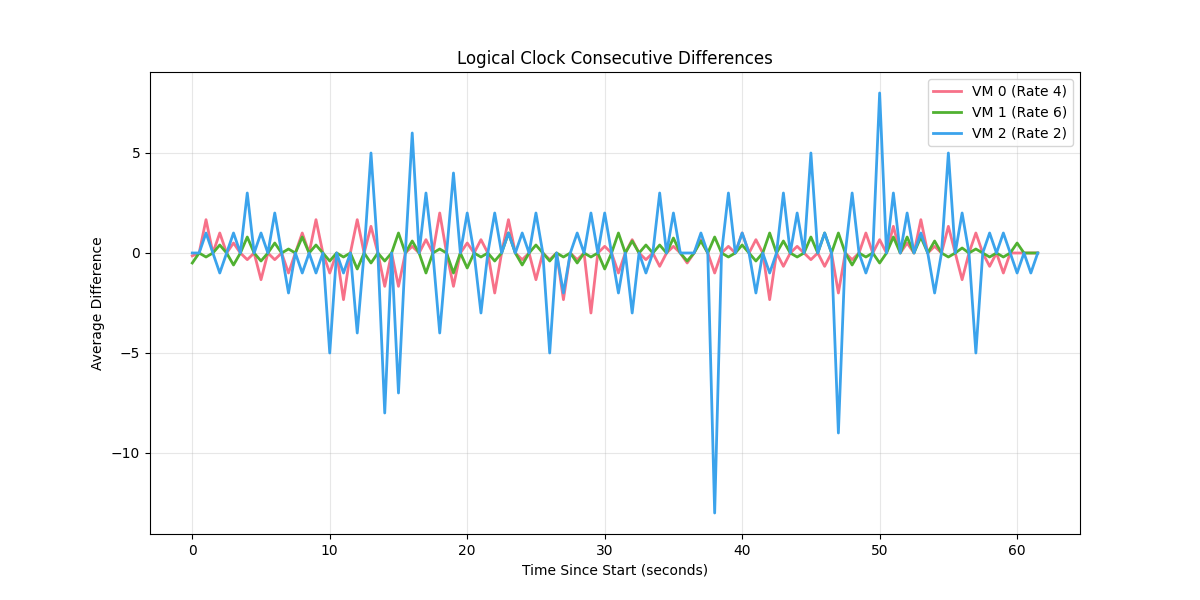 Logical Clock Consecutive Differences
VM 0 (Rate 4)
VM 1 (Rate 6)
VM 2 (Rate 2)
Average Difference
5
0
−5
−10
0
10
20
30
40
50
60
Time Since Start (seconds)